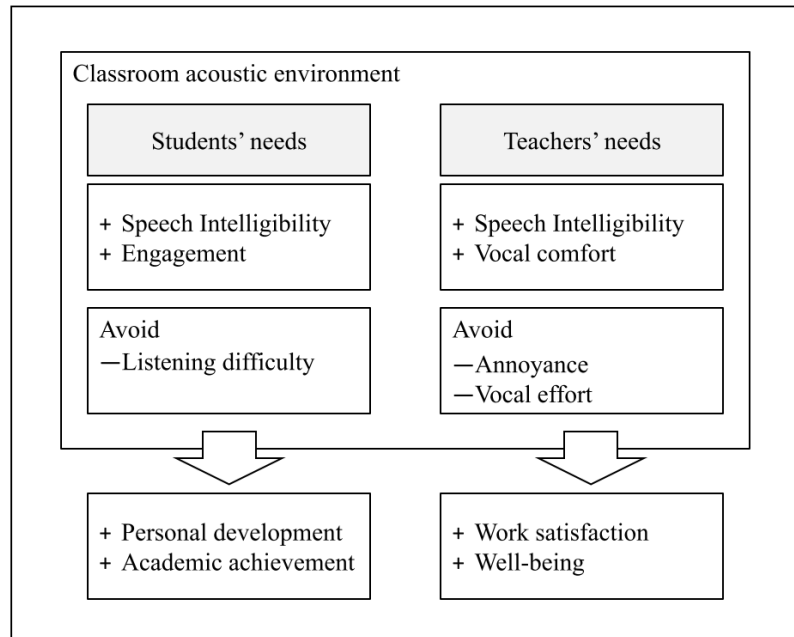 Classroom acoustic environment
Students’ needs
+ Speech Intelligibility
+ Engagement
Avoid
—Listening difficulty
+ Personal development
+ Academic achievement
Teachers’ needs
+ Speech Intelligibility
+ Vocal comfort
Avoid
—Annoyance
—Vocal effort
+ Work satisfaction
+ Well-being